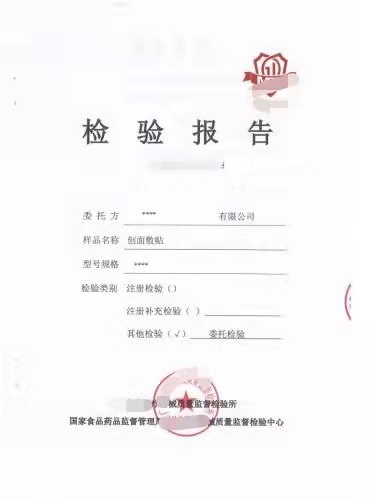 检验报告
委托方 **** 有限公司
样品名称 创面敷贴
型号规格 ****
检验类别 注册检验()
注册补充检验( )
其他检验(√) 委托检验
械质量监督检验所
国家食品药品监督管理 械质量监督检验中心